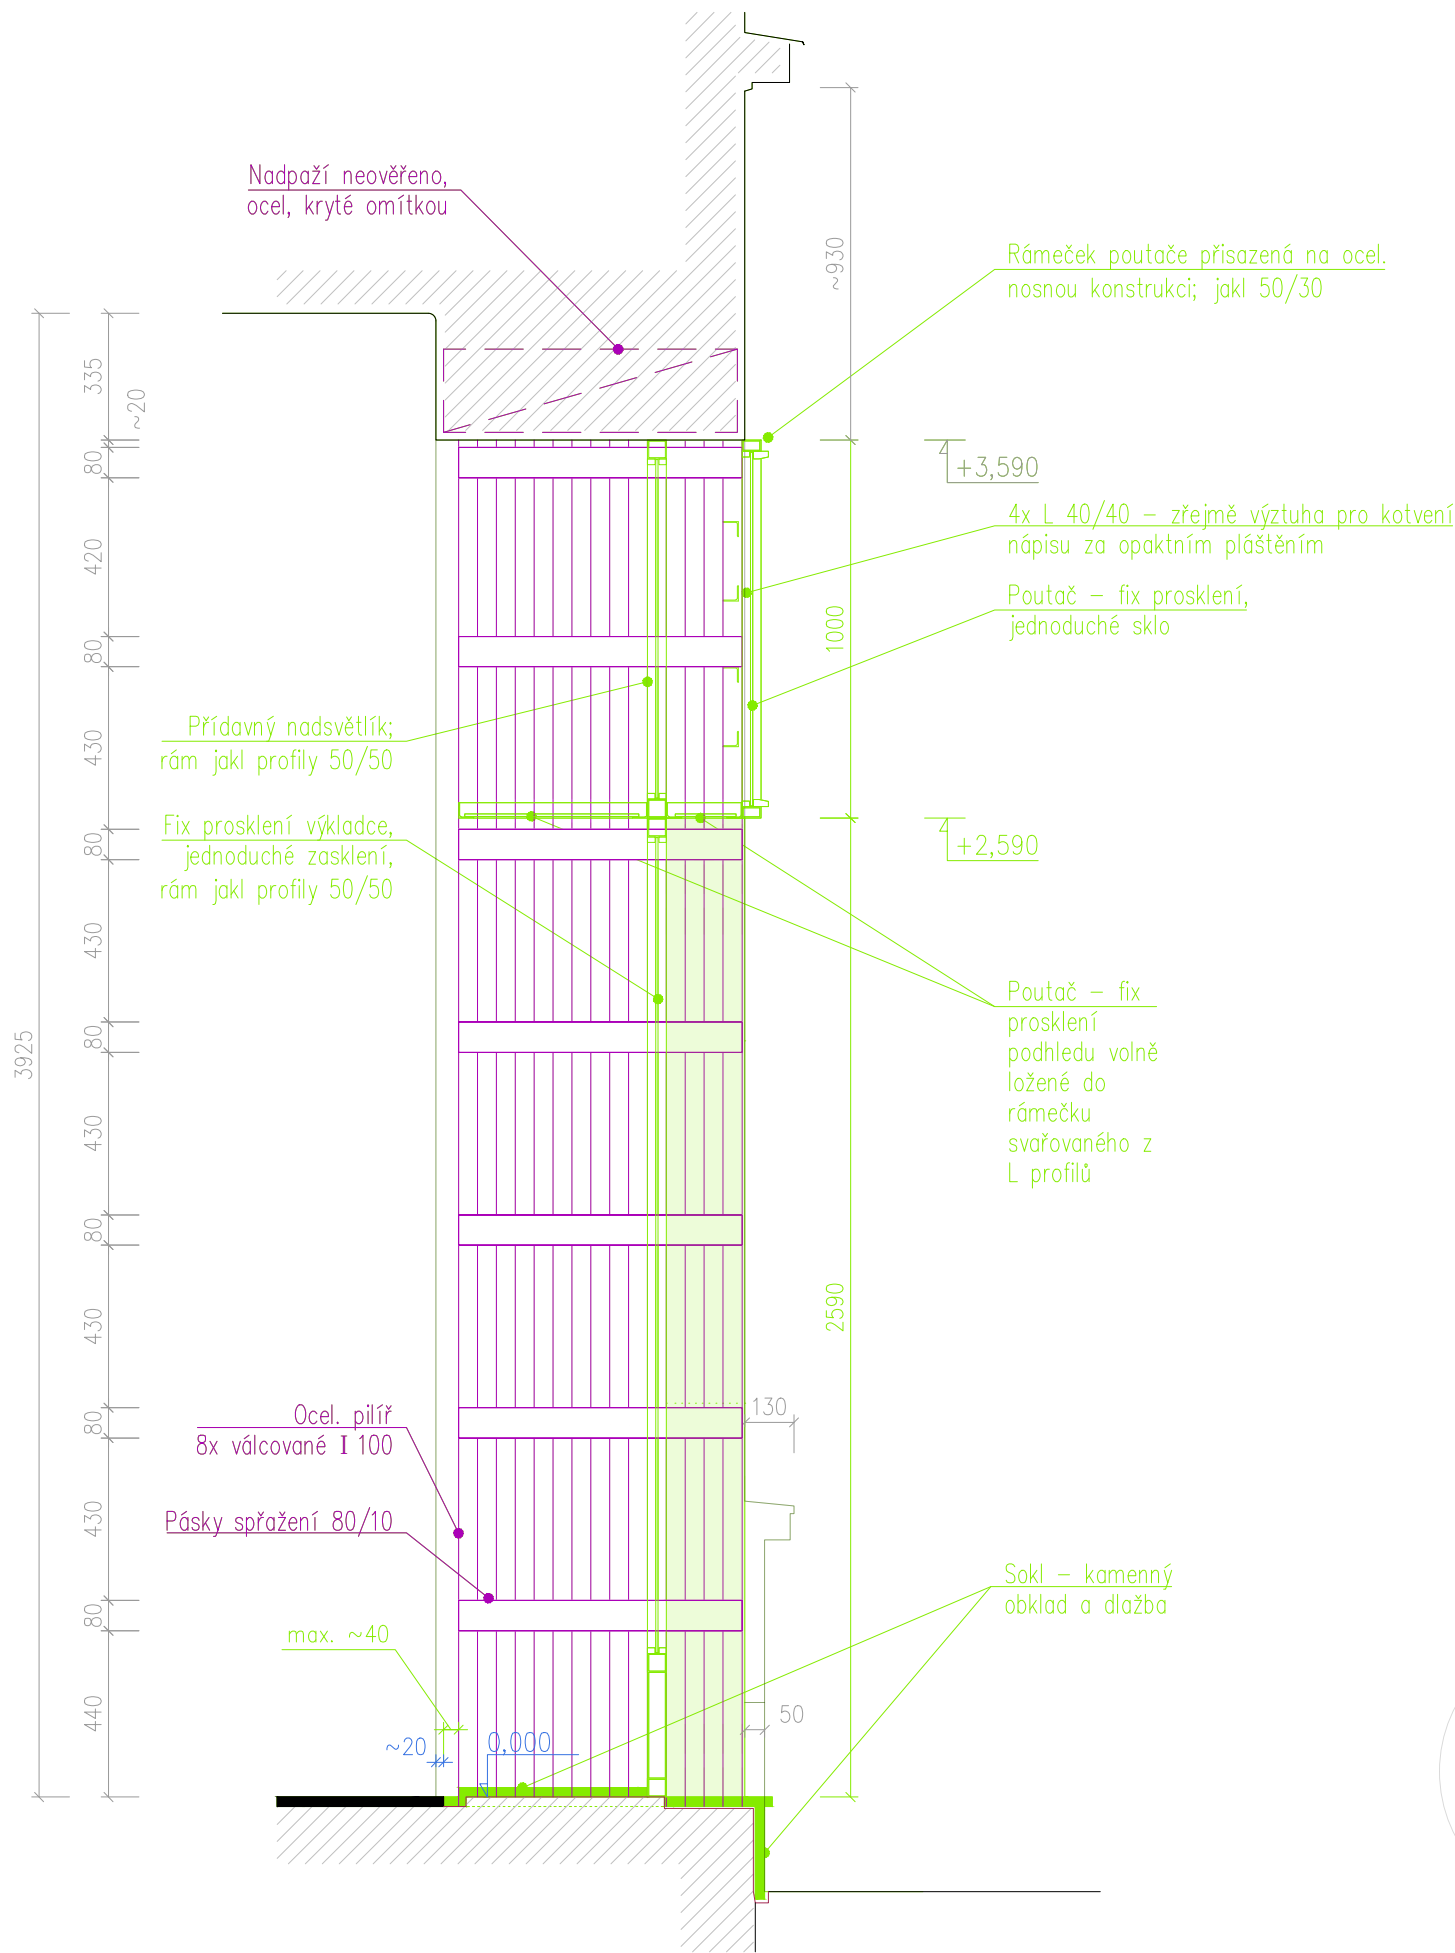 Nadpaží neověřeno,
ocel, kryté omítkou
~930
Rámeček poutače přisazená na ocel.
nosnou konstrukci; jakl 50/30
335
~20
80
+3,590
420
4x L 40/40 – zřejmě výztuha pro kotvení
nápisu za opaktním pláštěním
Poutač – fix prosklení,
jednoduché sklo
1000
80
Přídavný nadsvětlík;
rám jakl profily 50/50
430
Fix prosklení výkladce,
jednoduché zasklení,
rám jakl profily 50/50
80
+2,590
430
Poutač – fix
prosklení
podhledu volně
ložené do
rámečku
svařovaného z
L profilů
3925
80
430
80
430
2590
130
80
Ocel. pilíř
8x válcované I 100
430
Pásky spřažení 80/10
Sokl – kamenný
obklad a dlažba
80
max. ~40
440
50
~20
0,000